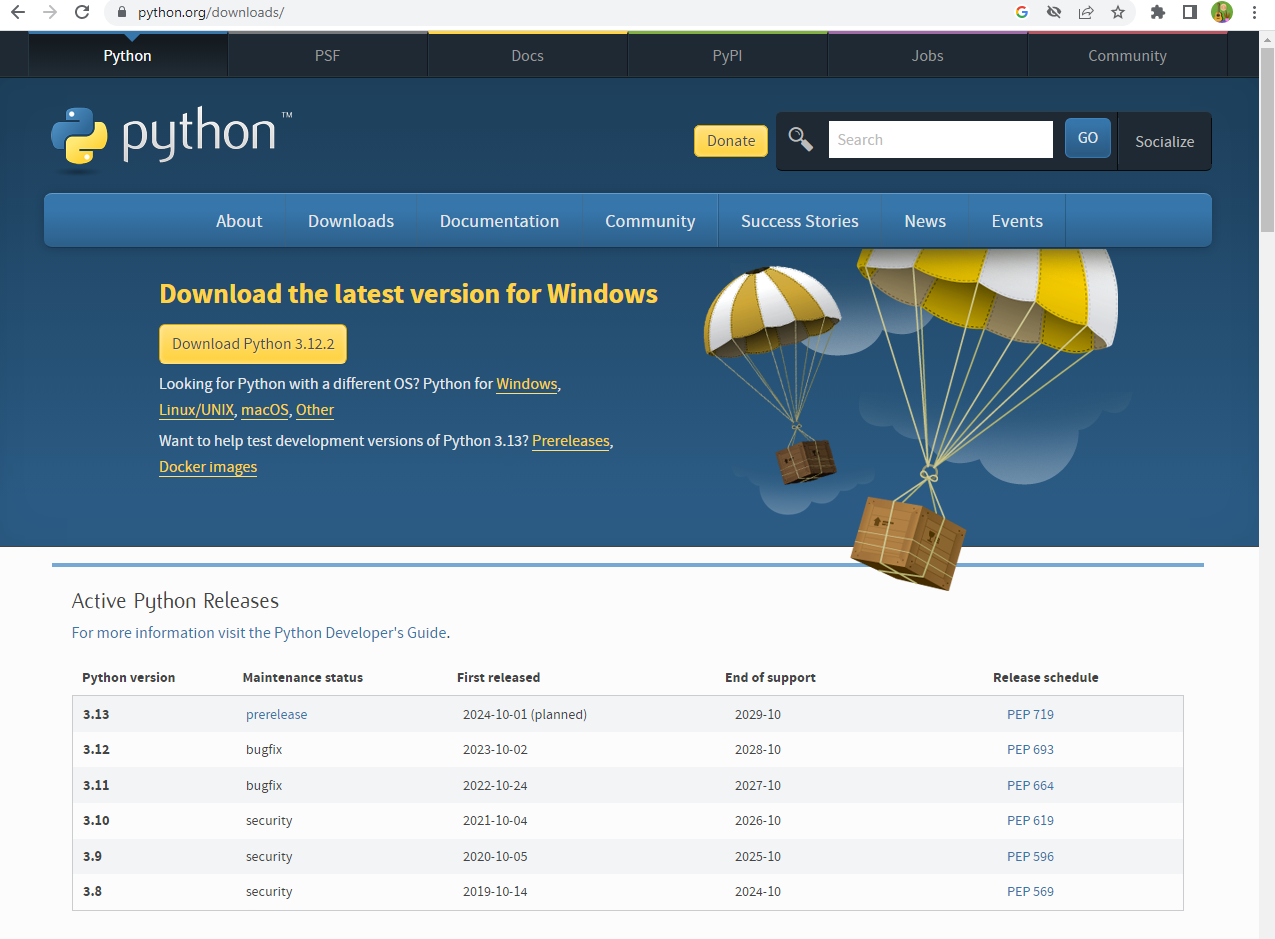 python.org/downloads/
Python PSF Docs PyPI Jobs Community
python™
Donate Search GO Socialize
About Downloads Documentation Community Success Stories News Events
Download the latest version for Windows
Download Python 3.12.2
Looking for Python with a different OS? Python for Windows,
Linux/UNIX, macOS, Other
Want to help test development versions of Python 3.13? Prereleases,
Docker images
Active Python Releases
For more information visit the Python Developer's Guide.
Python version Maintenance status First released End of support Release schedule
3.13 prerelease 2024-10-01 (planned) 2029-10 PEP 719
3.12 bugfix 2023-10-02 2028-10 PEP 693
3.11 bugfix 2022-10-24 2027-10 PEP 664
3.10 security 2021-10-04 2026-10 PEP 619
3.9 security 2020-10-05 2025-10 PEP 596
3.8 security 2019-10-14 2024-10 PEP 569